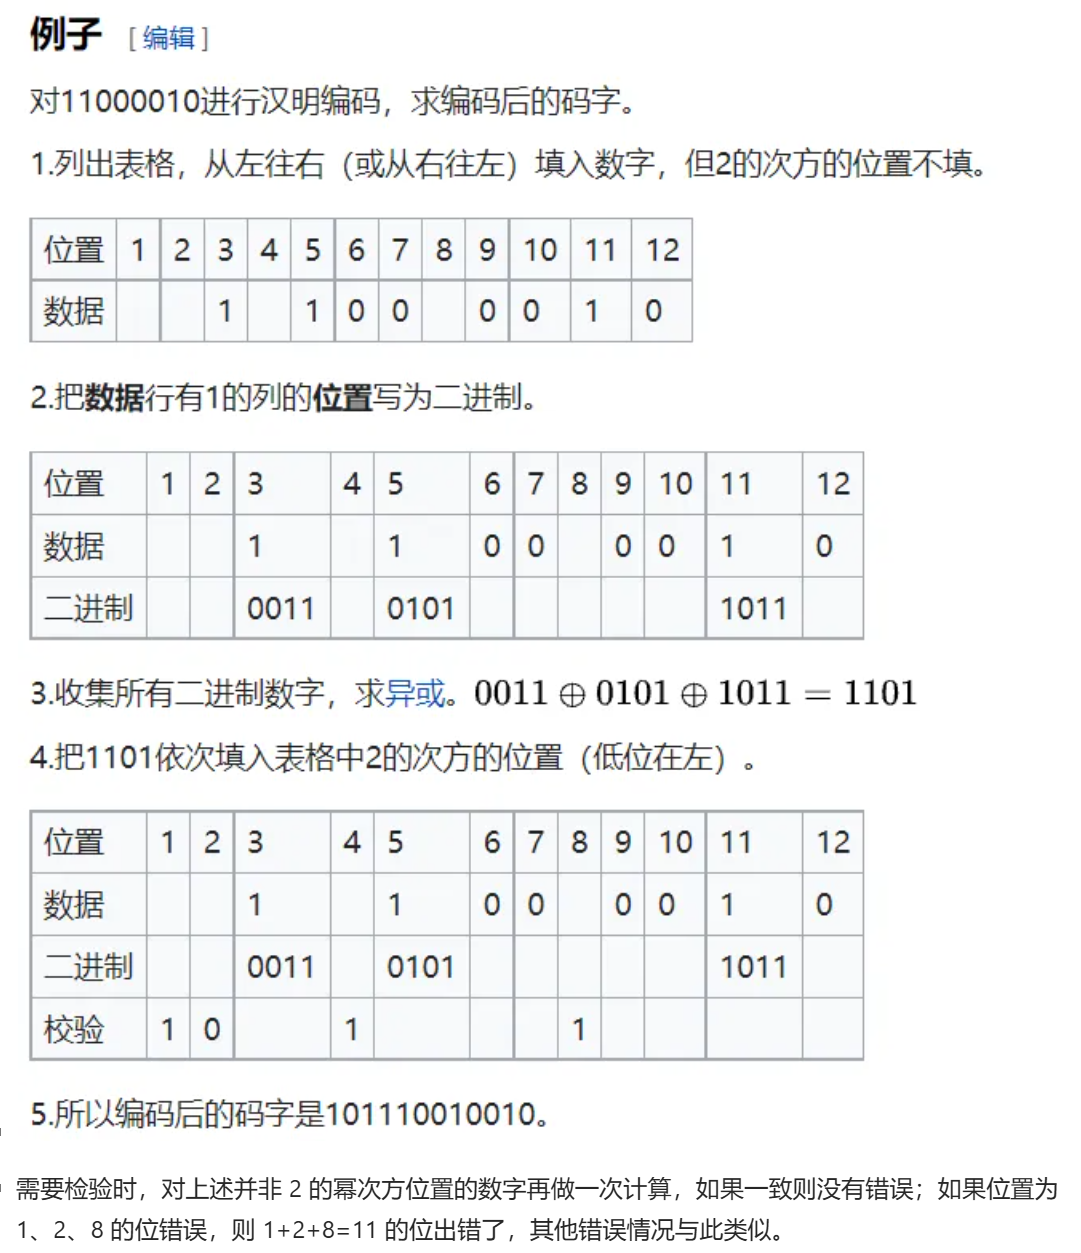 例子 [编辑]
对11000010进行汉明编码，求编码后的码字。
1.列出表格，从左往右（或从右往左）填入数字，但2的次方的位置不填。
位置 1 2 3 4 5 6 7 8 9 10 11 12
数据 1 1 0 0 0 0 1 0
2.把数据行有1的列的位置写为二进制。
位置 1 2 3 4 5 6 7 8 9 10 11 12
数据 1 1 0 0 0 0 1 0
二进制 0011 0101 1011
3.收集所有二进制数字，求异或。0011 ⊕ 0101 ⊕ 1011 = 1101
4.把1101依次填入表格中2的次方的位置（低位在左）。
位置 1 2 3 4 5 6 7 8 9 10 11 12
数据 1 1 0 0 0 0 1 0
二进制 0011 0101 1011
校验 1 0 1 1
5.所以编码后的码字是101110010010。
需要检验时，对上述并非 2 的幂次方位置的数字再做一次计算，如果一致则没有错误；如果位置为
1、2、8 的位错误，则 1+2+8=11 的位出错了，其他错误情况与此类似。